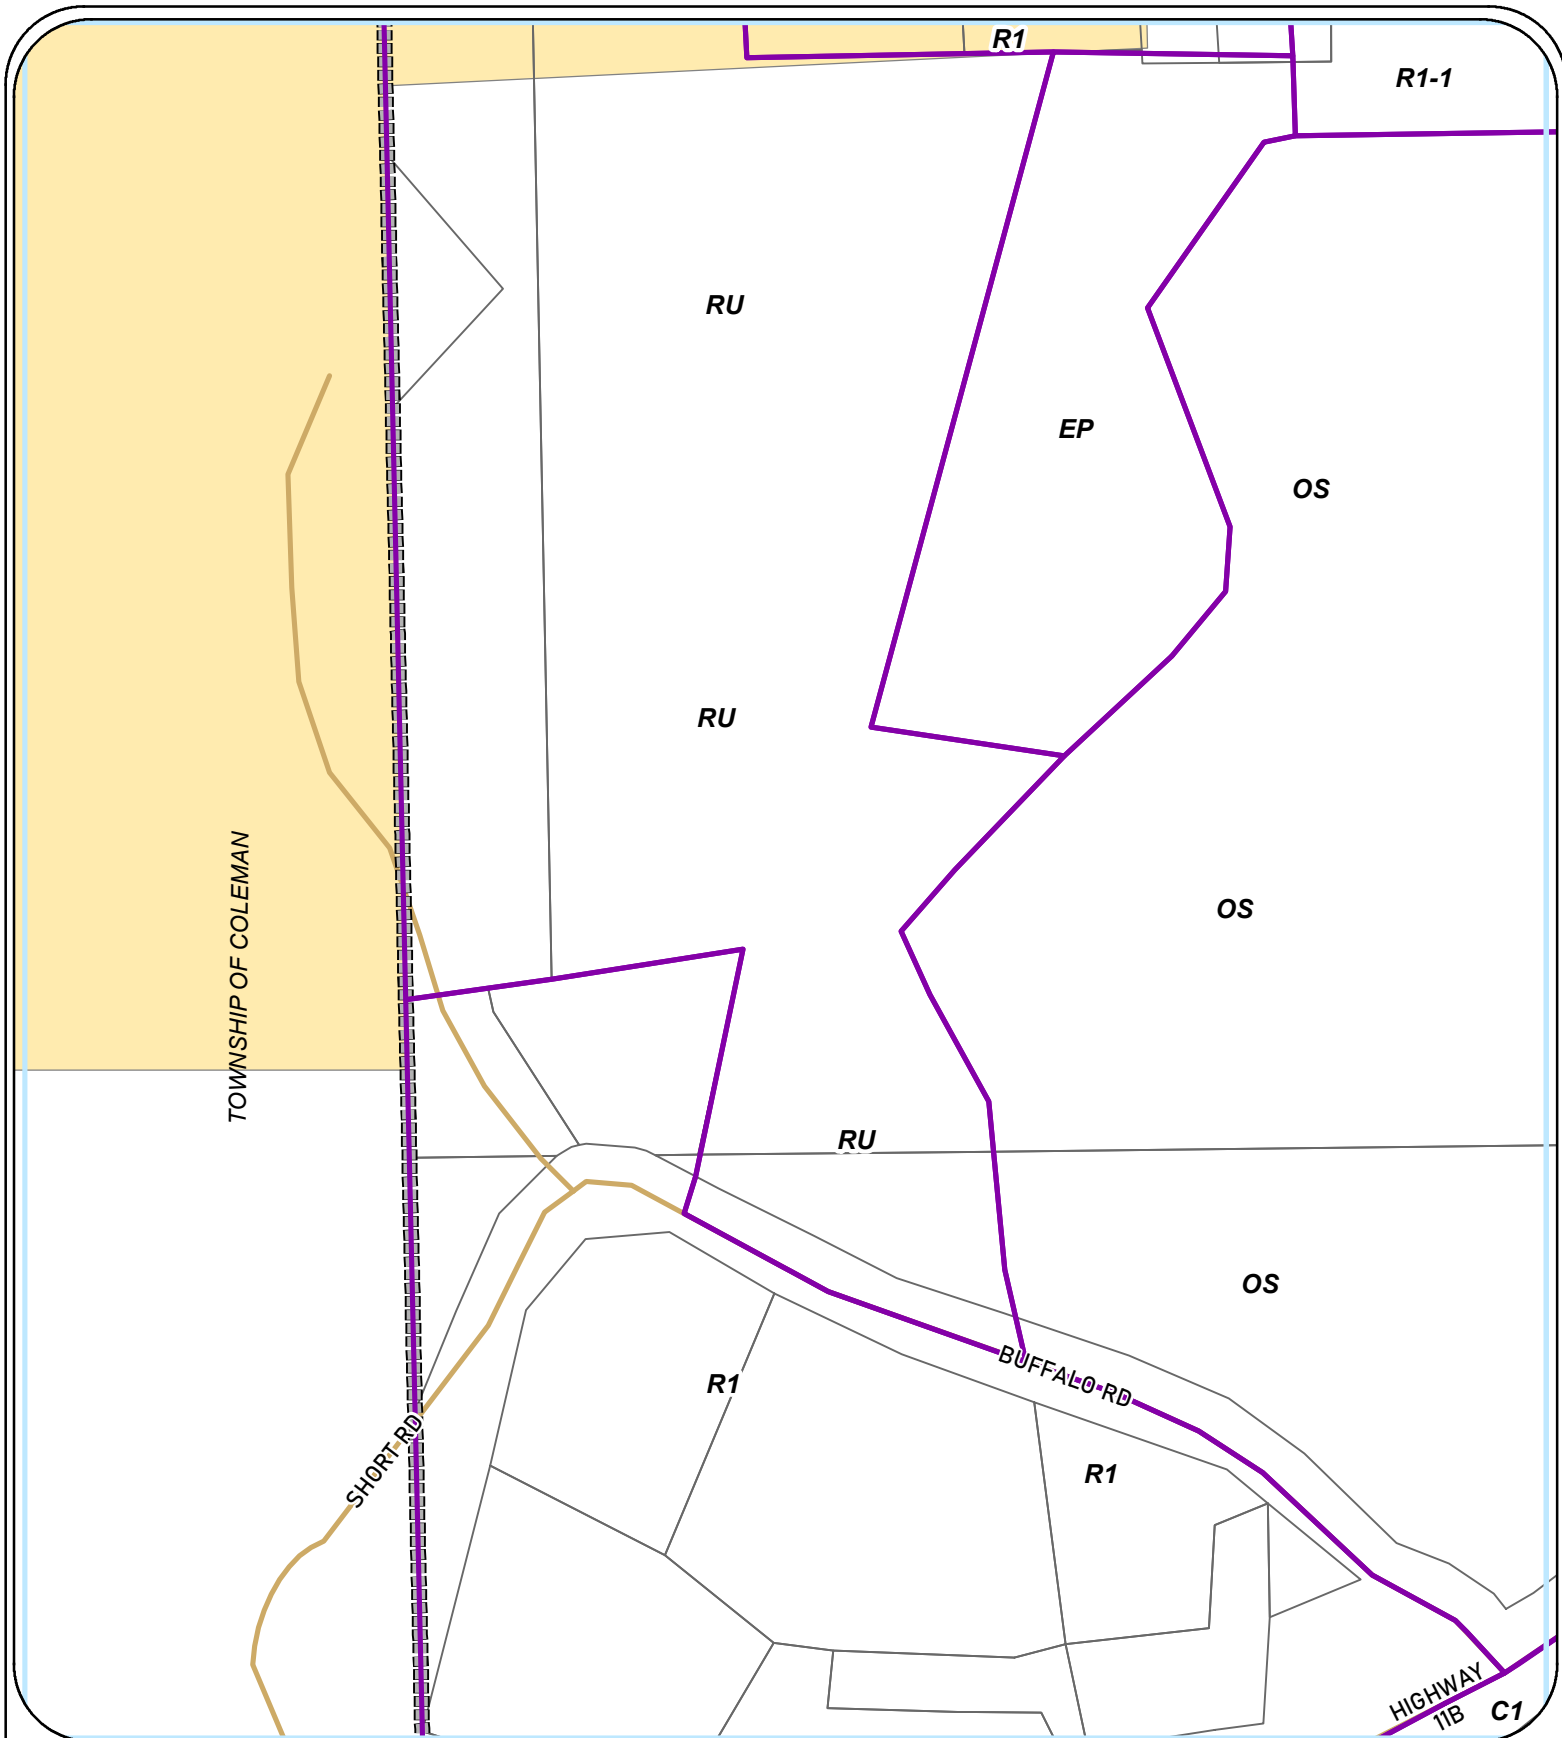 R1
R1-1
RU
EP
OS
RU
TOWNSHIP OF COLEMAN
OS
RU
OS
BUFFALO RD
R1
SHORT RD
R1
HIGHWAY
11B
C1